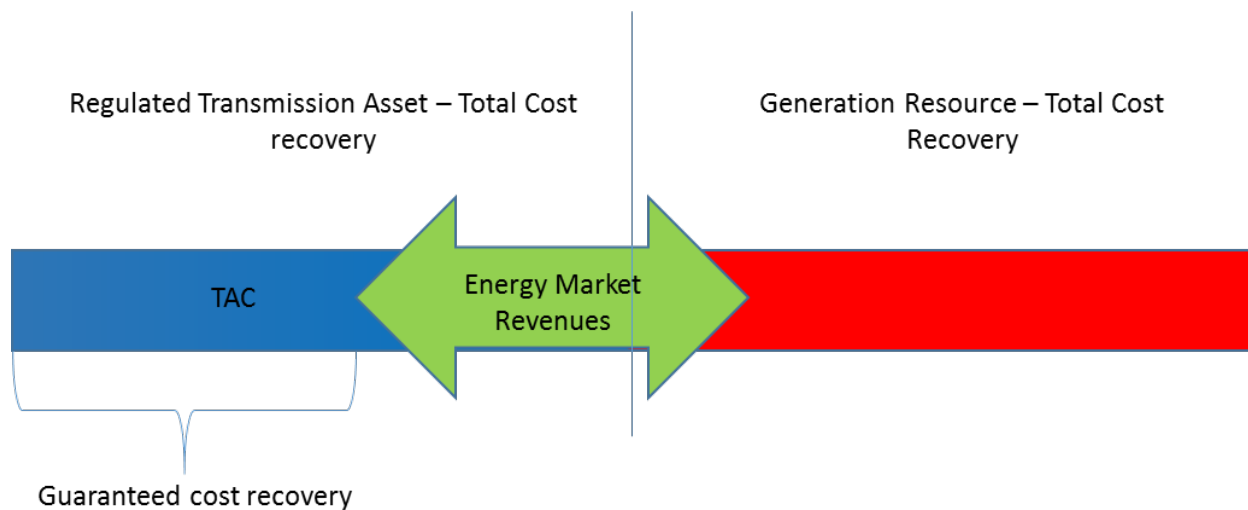 Regulated Transmission Asset – Total Cost
recovery
Generation Resource – Total Cost
Recovery
TAC
Energy Market
Revenues
Guaranteed cost recovery